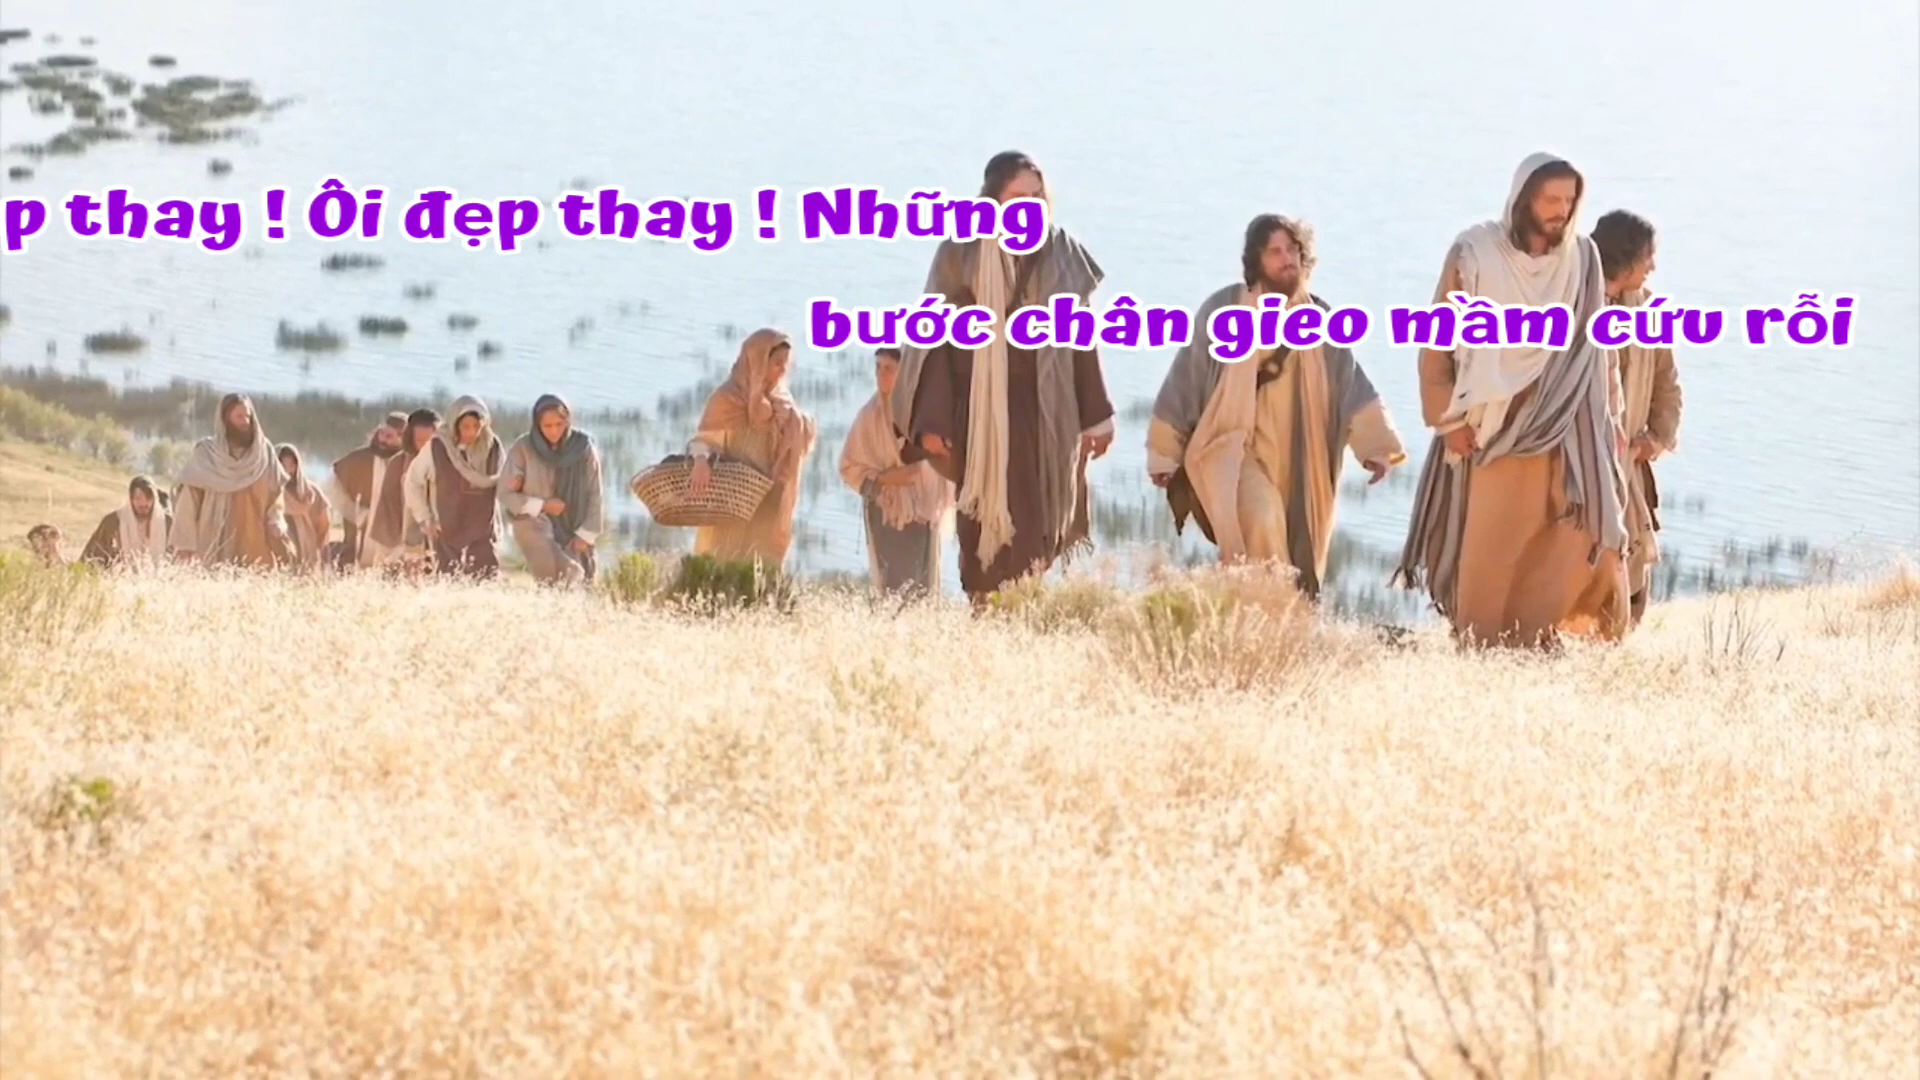 p thay ! Ôi đẹp thay ! Những
bước chân gieo mầm cứu rỗi